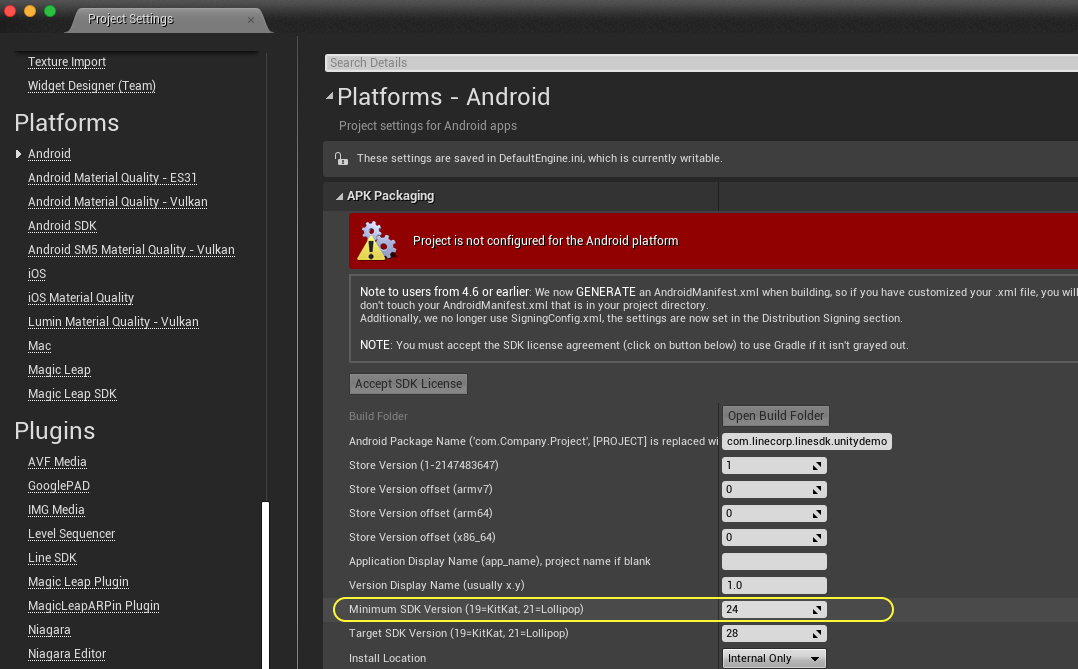 Project Settings
Texture Import
Widget Designer (Team)
Platforms
Android
Android Material Quality - ES31
Android Material Quality - Vulkan
Android SDK
Android SM5 Material Quality - Vulkan
iOS
iOS Material Quality
Lumin Material Quality - Vulkan
Mac
Magic Leap
Magic Leap SDK
Plugins
AVF Media
GooglePAD
IMG Media
Level Sequencer
Line SDK
Magic Leap Plugin
MagicLeapARPin Plugin
Niagara
Niagara Editor
Search Details
Platforms - Android
Project settings for Android apps
These settings are saved in DefaultEngine.ini, which is currently writable.
APK Packaging
Project is not configured for the Android platform
Note to users from 4.6 or earlier: We now GENERATE an AndroidManifest.xml when building, so if you have customized your .xml file, you will
don't touch your AndroidManifest.xml that is in your project directory.
Additionally, we no longer use SigningConfig.xml, the settings are now set in the Distribution Signing section.
NOTE: You must accept the SDK license agreement (click on button below) to use Gradle if it isn't grayed out.
Accept SDK License
Build Folder Open Build Folder
Android Package Name ('com.Company.Project', [PROJECT] is replaced wi com.linecorp.linesdk.unitydemo
Store Version (1-2147483647) 1
Store Version offset (armv7) 0
Store Version offset (arm64) 0
Store Version offset (x86_64) 0
Application Display Name (app_name), project name if blank
Version Display Name (usually x.y) 1.0
Minimum SDK Version (19=KitKat, 21=Lollipop) 24
Target SDK Version (19=KitKat, 21=Lollipop) 28
Install Location Internal Only